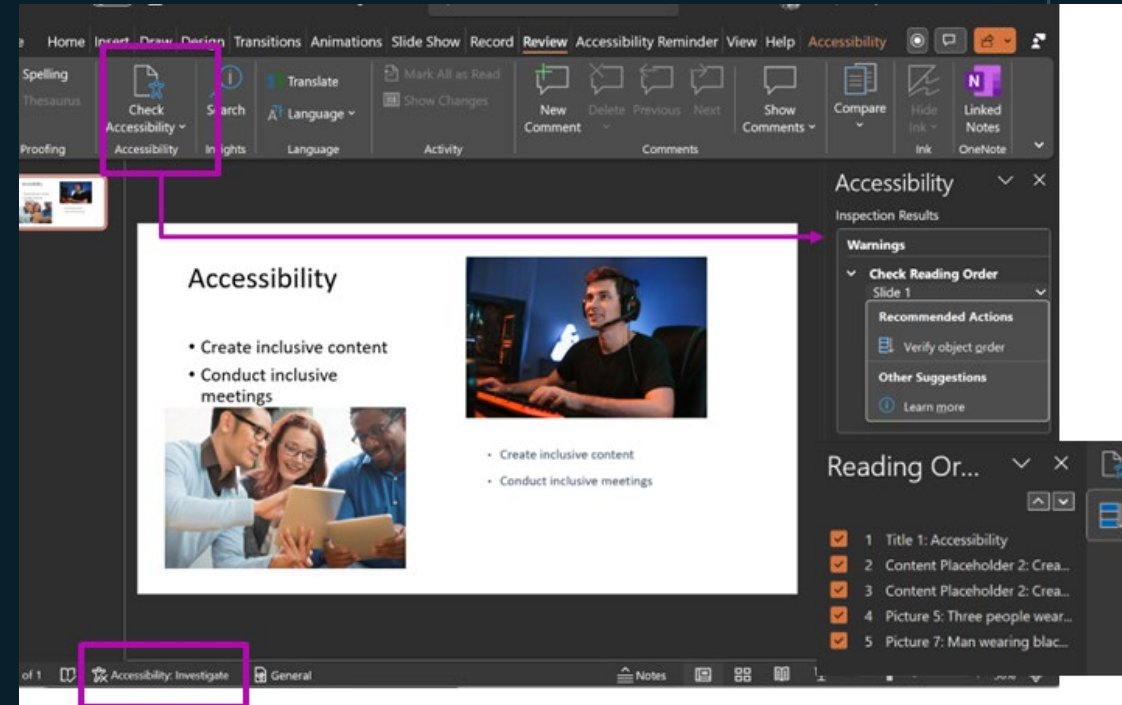 Home Insert Draw Design Transitions Animations Slide Show Record Review Accessibility Reminder View Help Accessibility
Spelling
Thesaurus
Proofing
Check
Accessibility
Accessibility
Search
Insights
Translate
Language
Language
Mark All as Read
Show Changes
Activity
New
Comment
Delete Previous Next
Show
Comments
Comments
Compare
Hide
Ink
Ink
Linked
Notes
OneNote
Accessibility
• Create inclusive content
• Conduct inclusive
meetings
• Create inclusive content
• Conduct inclusive meetings
Accessibility
Inspection Results
Warnings
Check Reading Order
Slide 1
Recommended Actions
Verify object order
Other Suggestions
Learn more
Reading Or...
1 Title 1: Accessibility
2 Content Placeholder 2: Crea...
3 Content Placeholder 2: Crea...
4 Picture 5: Three people wear...
5 Picture 7: Man wearing blac...
of 1 Accessibility: Investigate General Notes